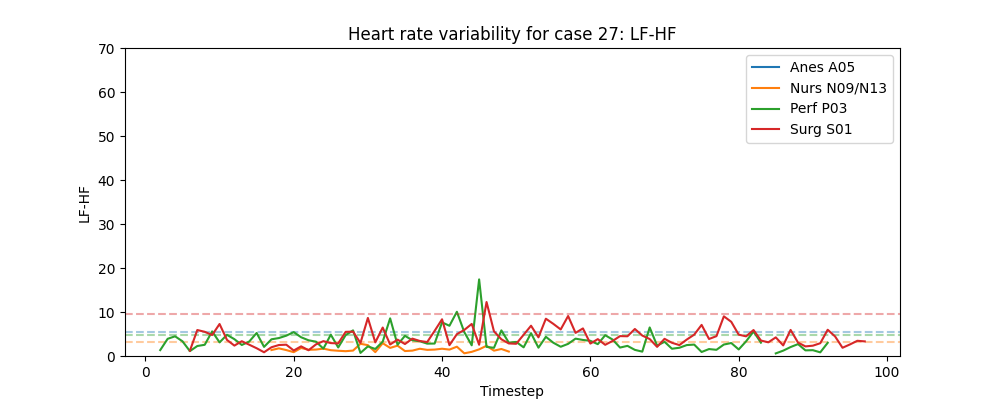 Heart rate variability for case 27: LF-HF
70
60
50
40
30
20
10
0
LF-HF
Anes A05
Nurs N09/N13
Perf P03
Surg S01
0
20
40
60
80
100
Timestep